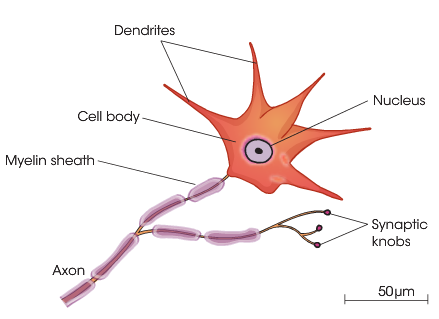 Dendrites
Nucleus
Cell body
Myelin sheath
Synaptic
knobs
Axon
50µm